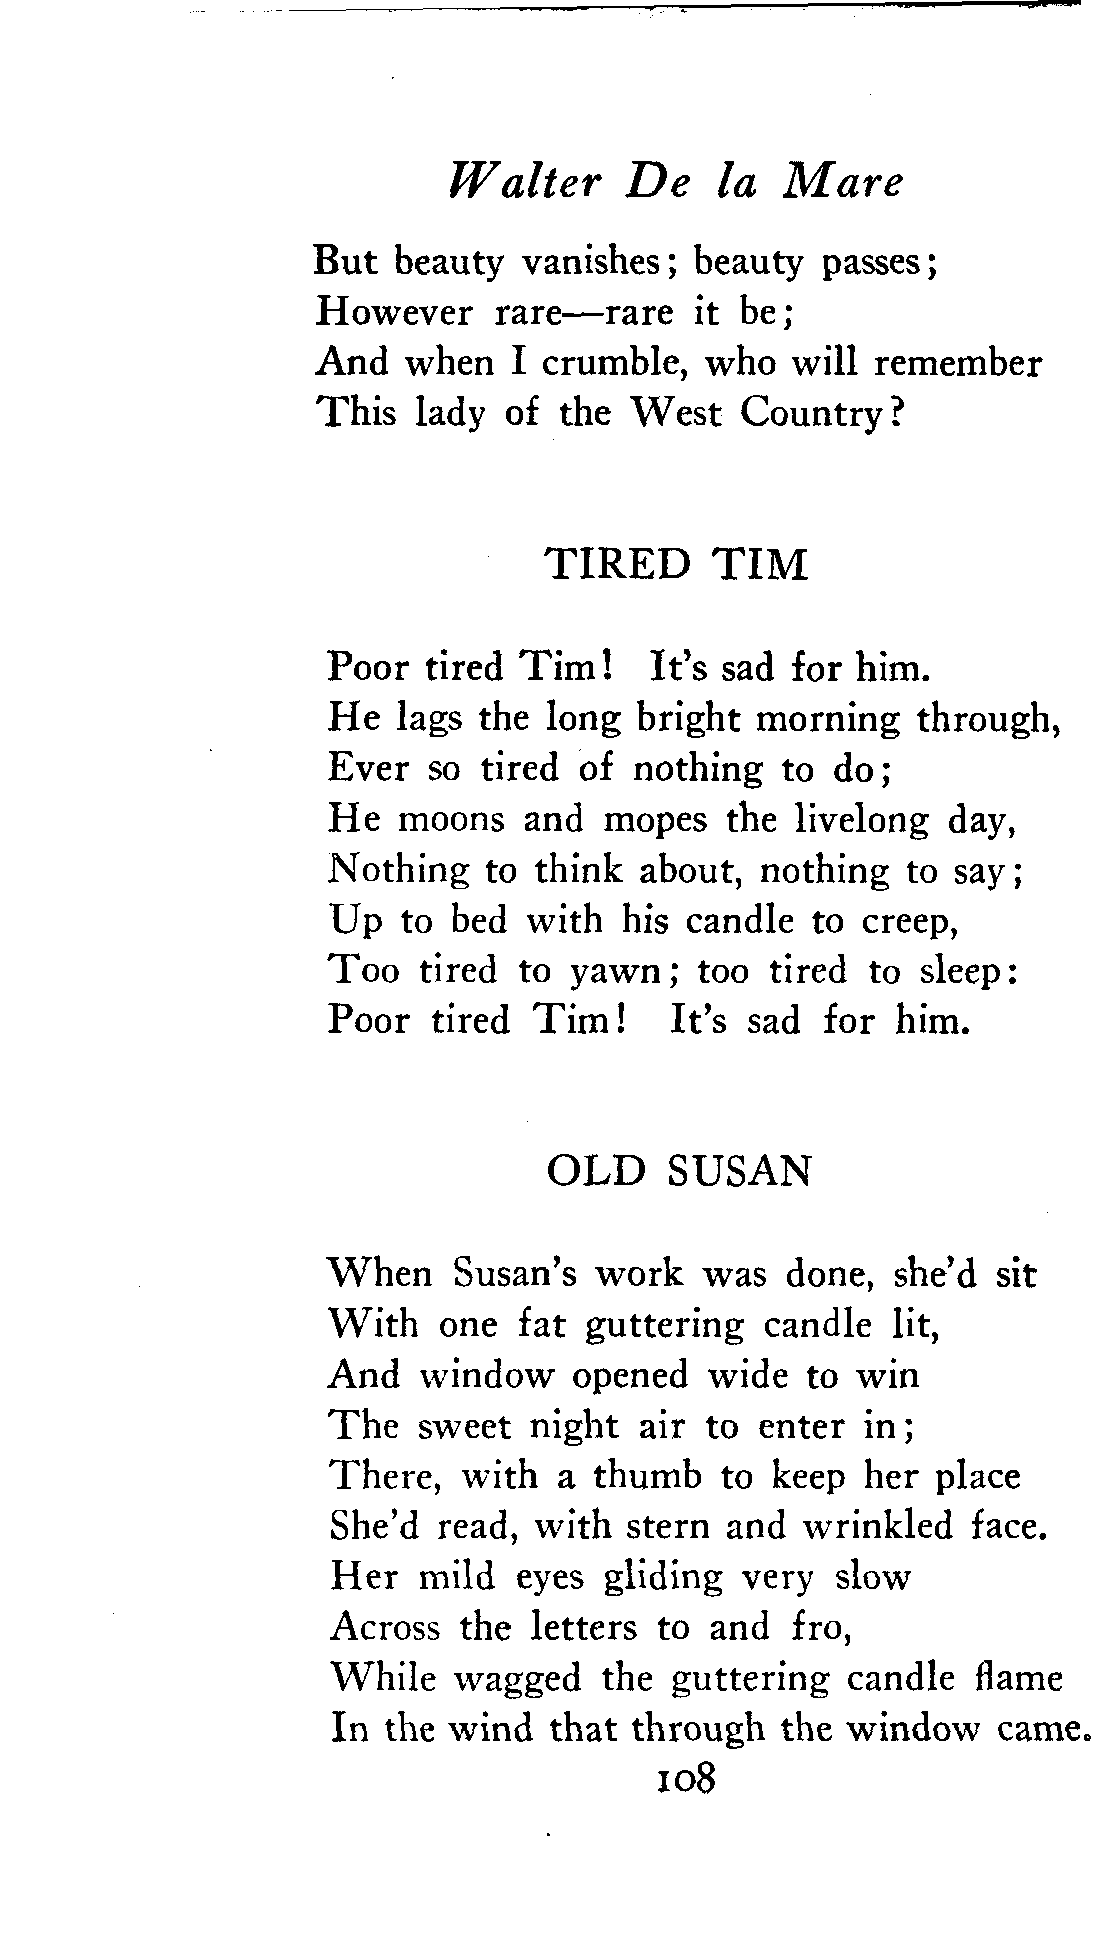 Walter De la Mare
But beauty vanishes; beauty passes;
However rare—rare it be;
And when I crumble, who will remember
This lady of the West Country?
TIRED TIM
Poor tired Tim! It's sad for him.
He lags the long bright morning through,
Ever so tired of nothing to do;
He moons and mopes the livelong day,
Nothing to think about, nothing to say;
Up to bed with his candle to creep,
Too tired to yawn; too tired to sleep:
Poor tired Tim! It's sad for him.
OLD SUSAN
When Susan's work was done, she'd sit
With one fat guttering candle lit,
And window opened wide to win
The sweet night air to enter in;
There, with a thumb to keep her place
She'd read, with stern and wrinkled face.
Her mild eyes gliding very slow
Across the letters to and fro,
While wagged the guttering candle flame
In the wind that through the window came.
108